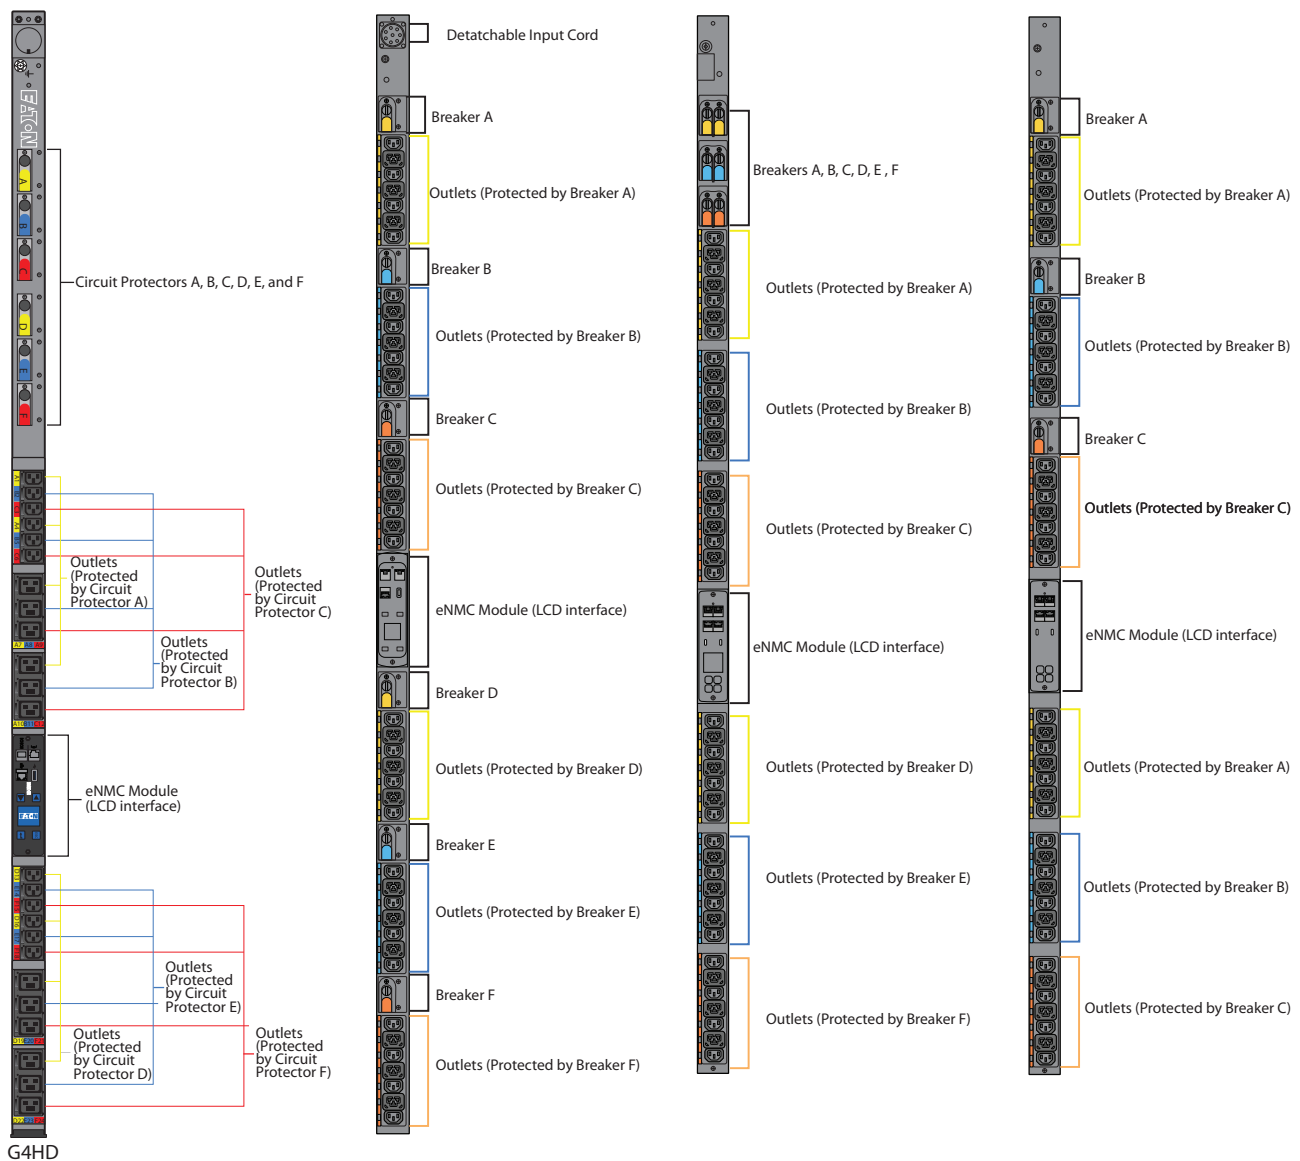 Detatchable Input Cord
Breaker A
Outlets (Protected by Breaker A)
Breaker B
Outlets (Protected by Breaker B)
Breaker C
Outlets (Protected by Breaker C)
eNMC Module (LCD interface)
Breaker D
Outlets (Protected by Breaker D)
Breaker E
Outlets (Protected by Breaker E)
Breaker F
Outlets (Protected by Breaker F)
Breakers A, B, C, D, E , F
Outlets (Protected by Breaker A)
Outlets (Protected by Breaker B)
Outlets (Protected by Breaker C)
eNMC Module (LCD interface)
Outlets (Protected by Breaker D)
Outlets (Protected by Breaker E)
Outlets (Protected by Breaker F)
Breaker A
Outlets (Protected by Breaker A)
Breaker B
Outlets (Protected by Breaker B)
Breaker C
Outlets (Protected by Breaker C)
eNMC Module (LCD interface)
Outlets (Protected by Breaker A)
Outlets (Protected by Breaker B)
Outlets (Protected by Breaker C)
EATON
A
B
C
D
E
F
Circuit Protectors A, B, C, D, E, and F
Outlets
(Protected
by Circuit
Protector A)
Outlets
(Protected
by Circuit
Protector C)
Outlets
(Protected
by Circuit
Protector B)
A7
A10
eNMC Module
(LCD interface)
EATON
Outlets
(Protected
by Circuit
Protector E)
Outlets
(Protected
by Circuit
Protector D)
Outlets
(Protected
by Circuit
Protector F)
D19
D22
G4HD